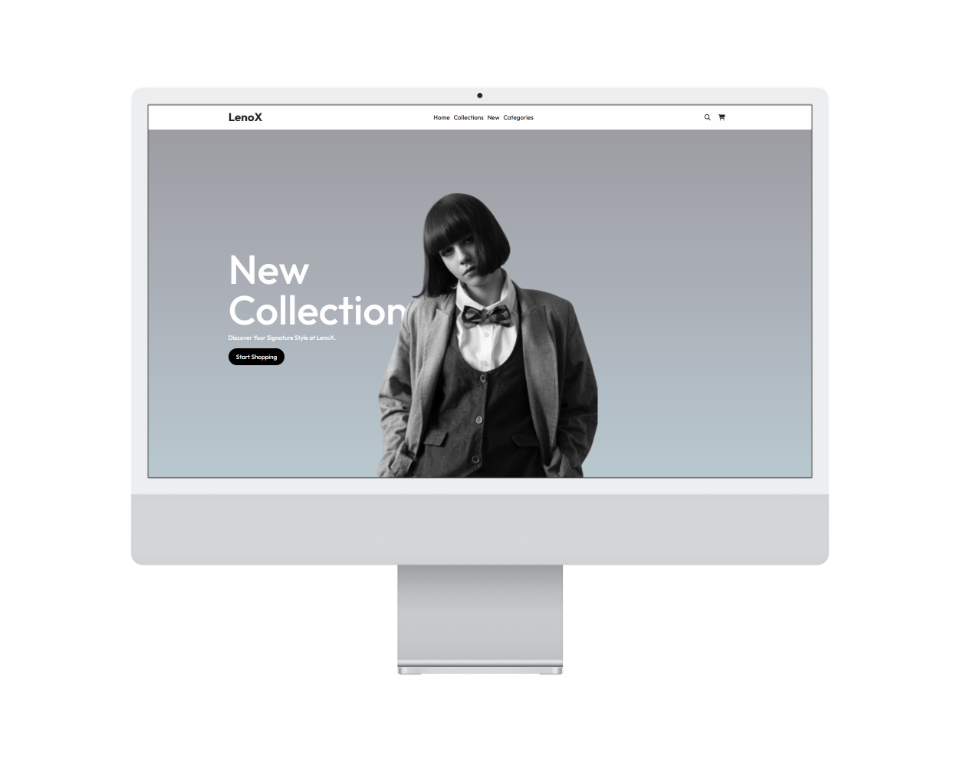 LenoX
Home Collections New Categories
New
Collection
Discover Your Signature Style at LenoX.
Start Shopping